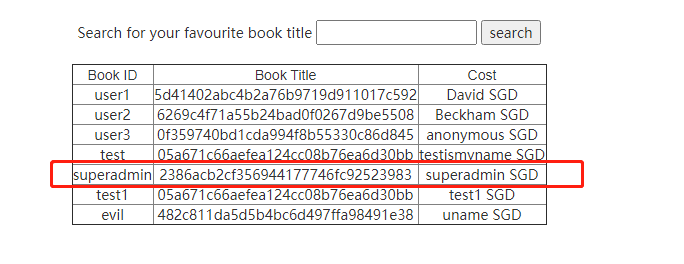 Search for your favourite book title search
Book ID Book Title Cost
user1 5d41402abc4b2a76b9719d911017c592 David SGD
user2 6269c4f71a55b24bad0f0267d9be5508 Beckham SGD
user3 0f359740bd1cda994f8b55330c86d845 anonymous SGD
test 05a671c66aefea124cc08b76ea6d30bb testismyname SGD
superadmin 2386acb2cf356944177746fc92523983 superadmin SGD
test1 05a671c66aefea124cc08b76ea6d30bb test1 SGD
evil 482c811da5d5b4bc6d497ffa98491e38 uname SGD